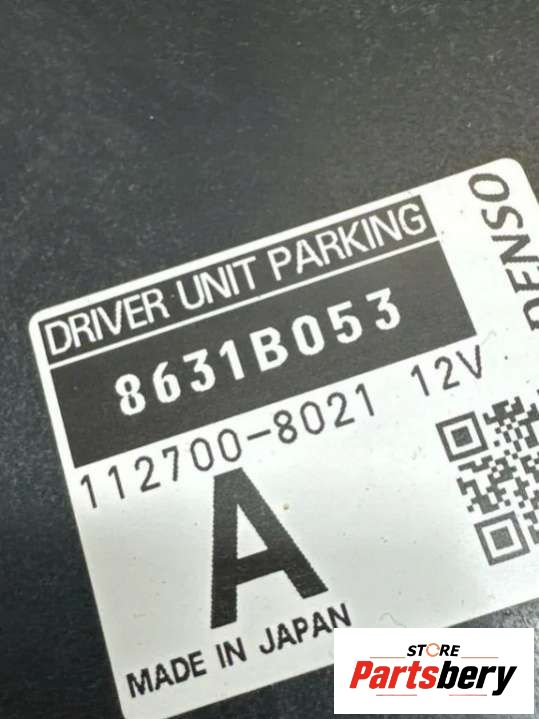 DRIVER UNIT PARKING
8631B053
112700-8021 12V
A
MADE IN JAPAN
DENSO
STORE
Partsbery